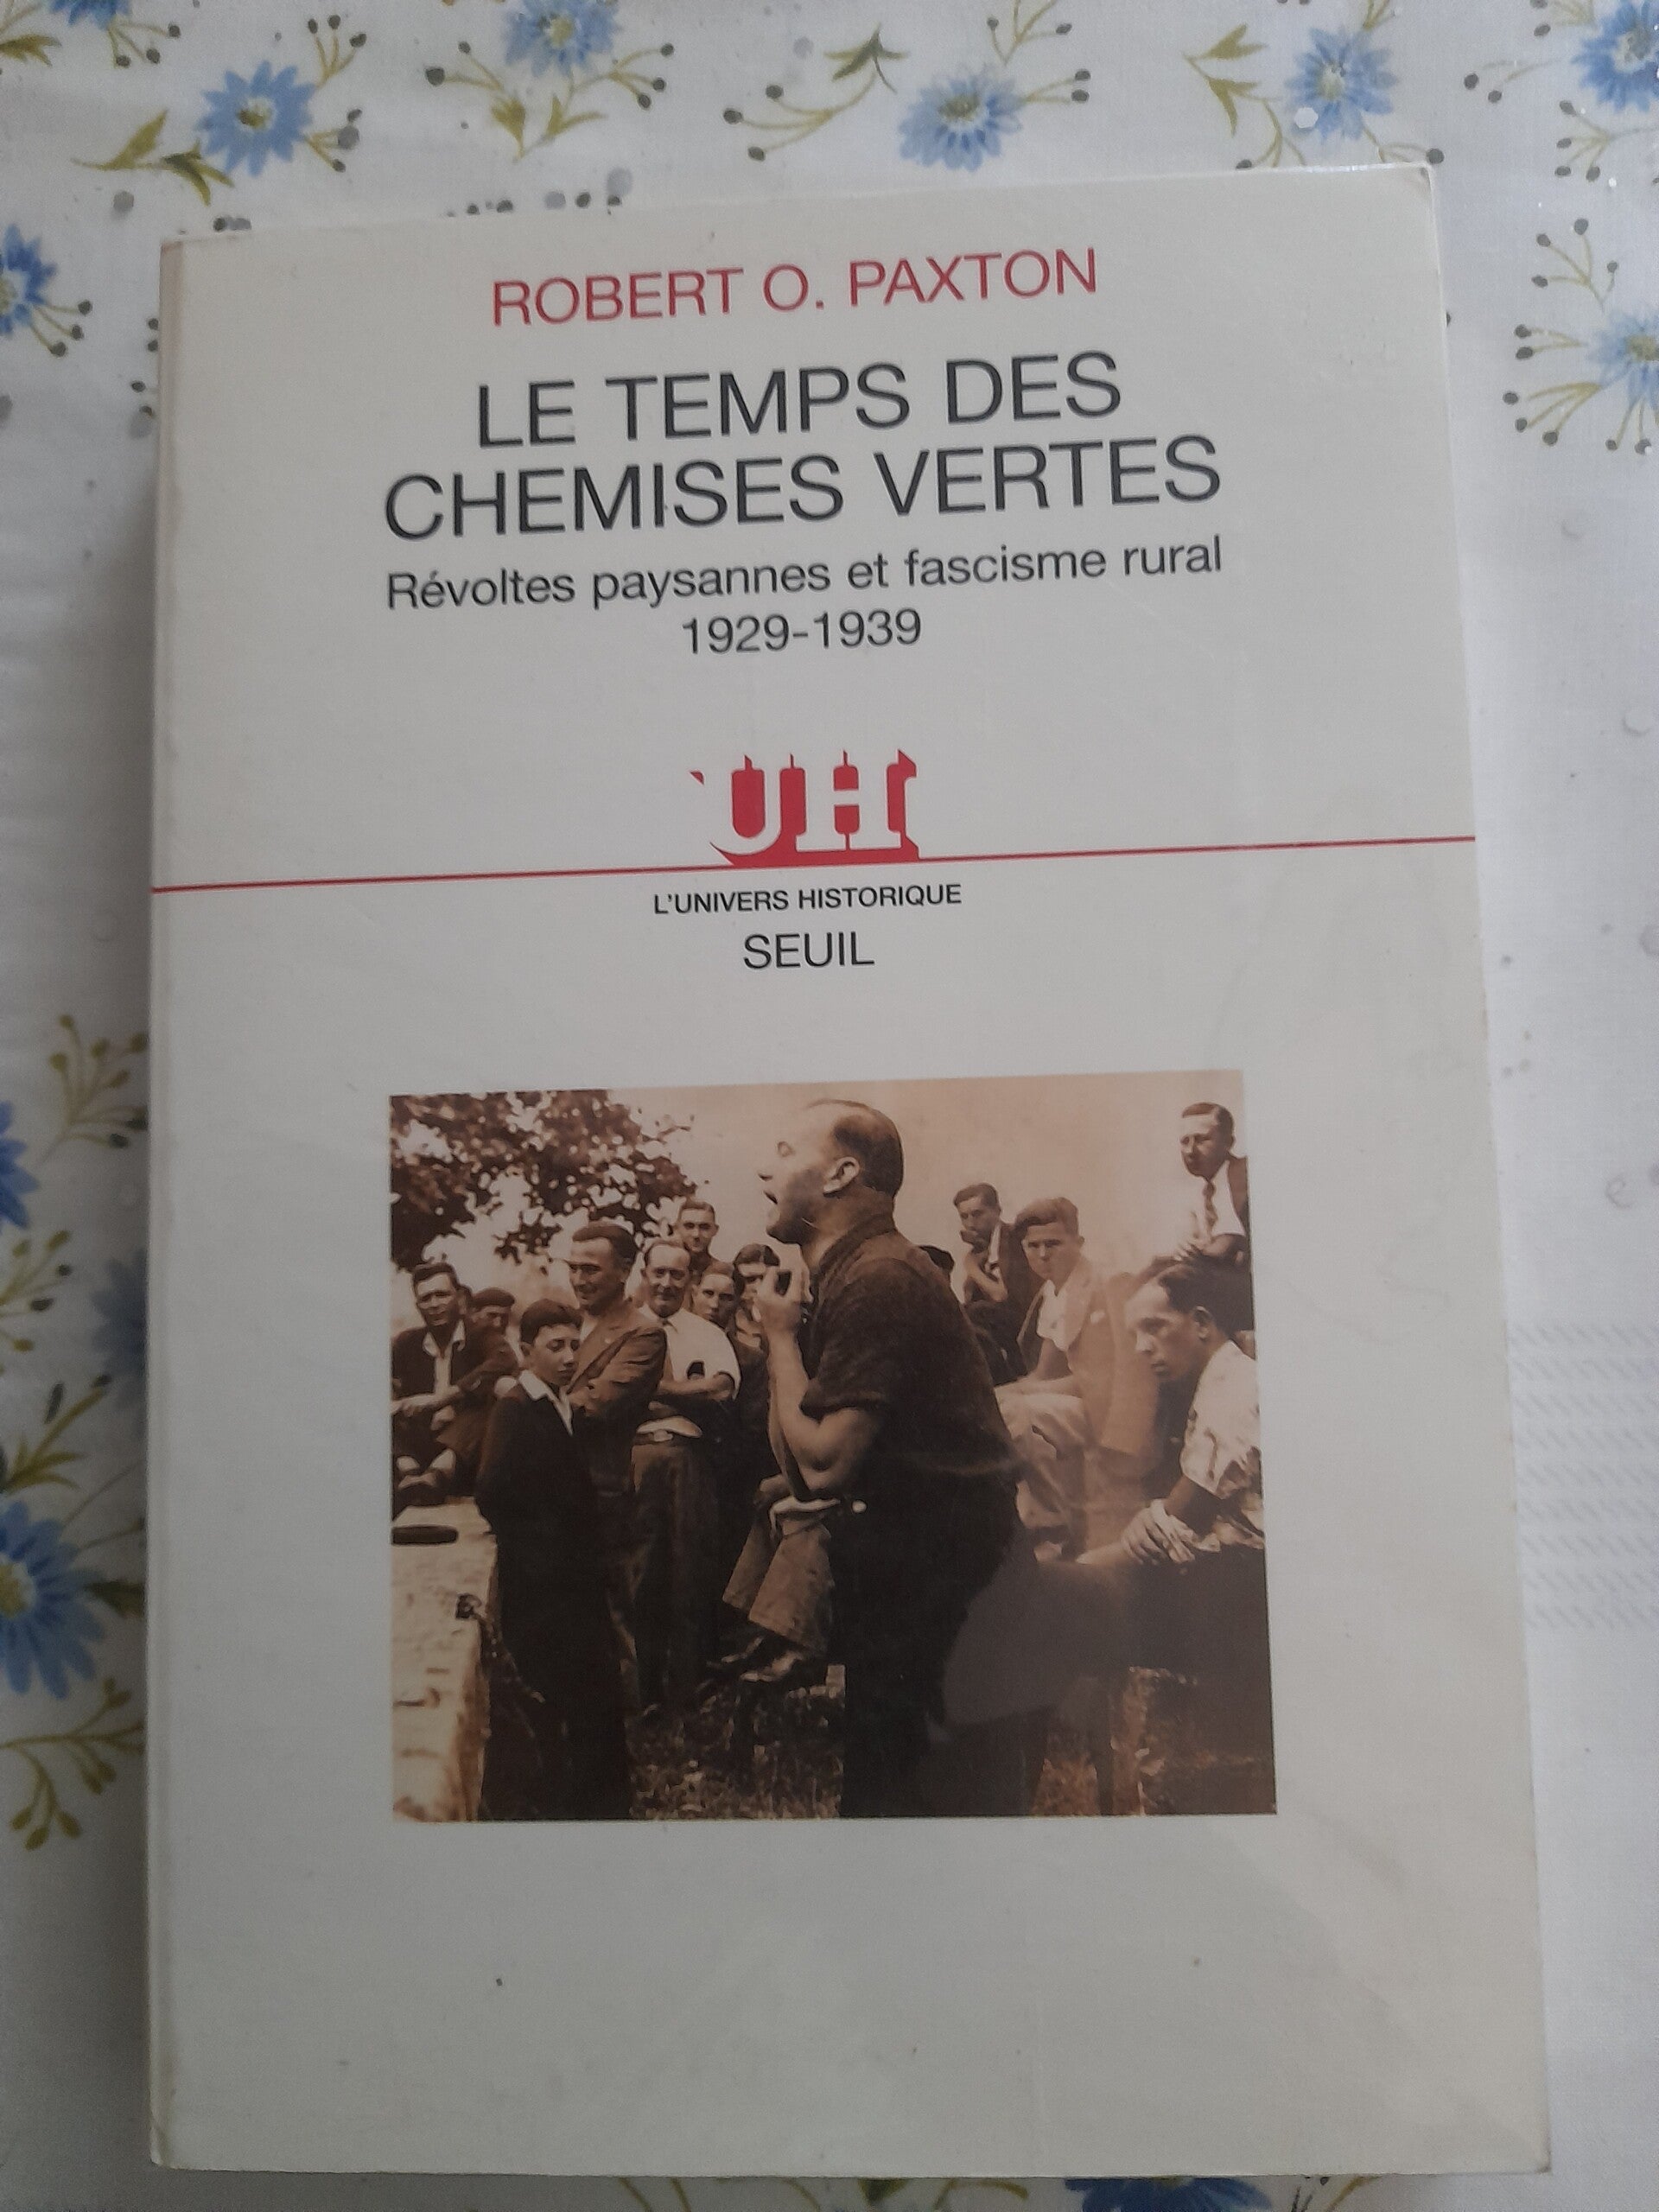 ROBERT O. PAXTON
LE TEMPS DES
CHEMISES VERTES
Révoltes paysannes et fascisme rural
1929-1939
UH
L'UNIVERS HISTORIQUE
SEUIL